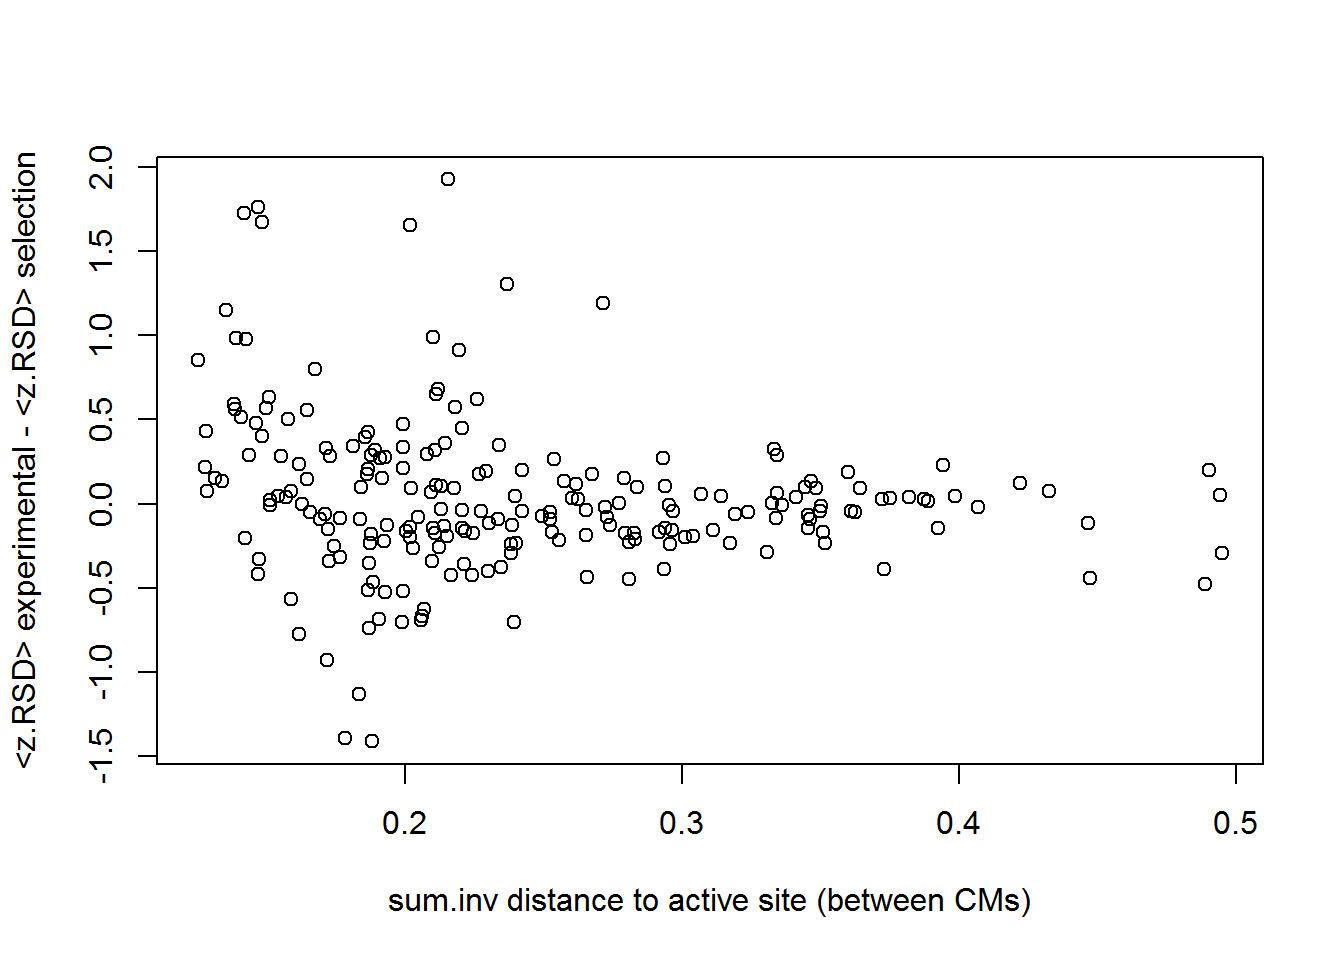 <z.RSD> experimental - <z.RSD> selection
2.0
1.5
1.0
0.5
0.0
-0.5
-1.0
-1.5
0.2 0.3 0.4 0.5
sum.inv distance to active site (between CMs)